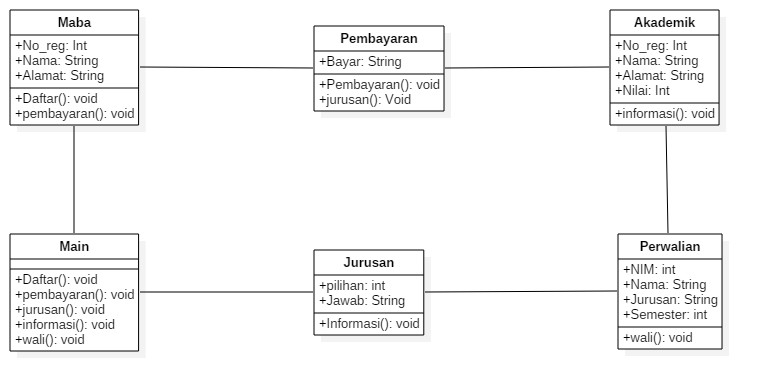 Maba
+No_reg: Int
+Nama: String
+Alamat: String
+Daftar(): void
+pembayaran(): void
Pembayaran
+Bayar: String
+Pembayaran(): void
+jurusan(): Void
Akademik
+No_reg: Int
+Nama: String
+Alamat: String
+Nilai: Int
+informasi(): void
Main
+Daftar(): void
+pembayaran(): void
+jurusan(): void
+informasi(): void
+wali(): void
Jurusan
+pilihan: int
+Jawab: String
+Informasi(): void
Perwalian
+NIM: int
+Nama: String
+Jurusan: String
+Semester: int
+wali(): void